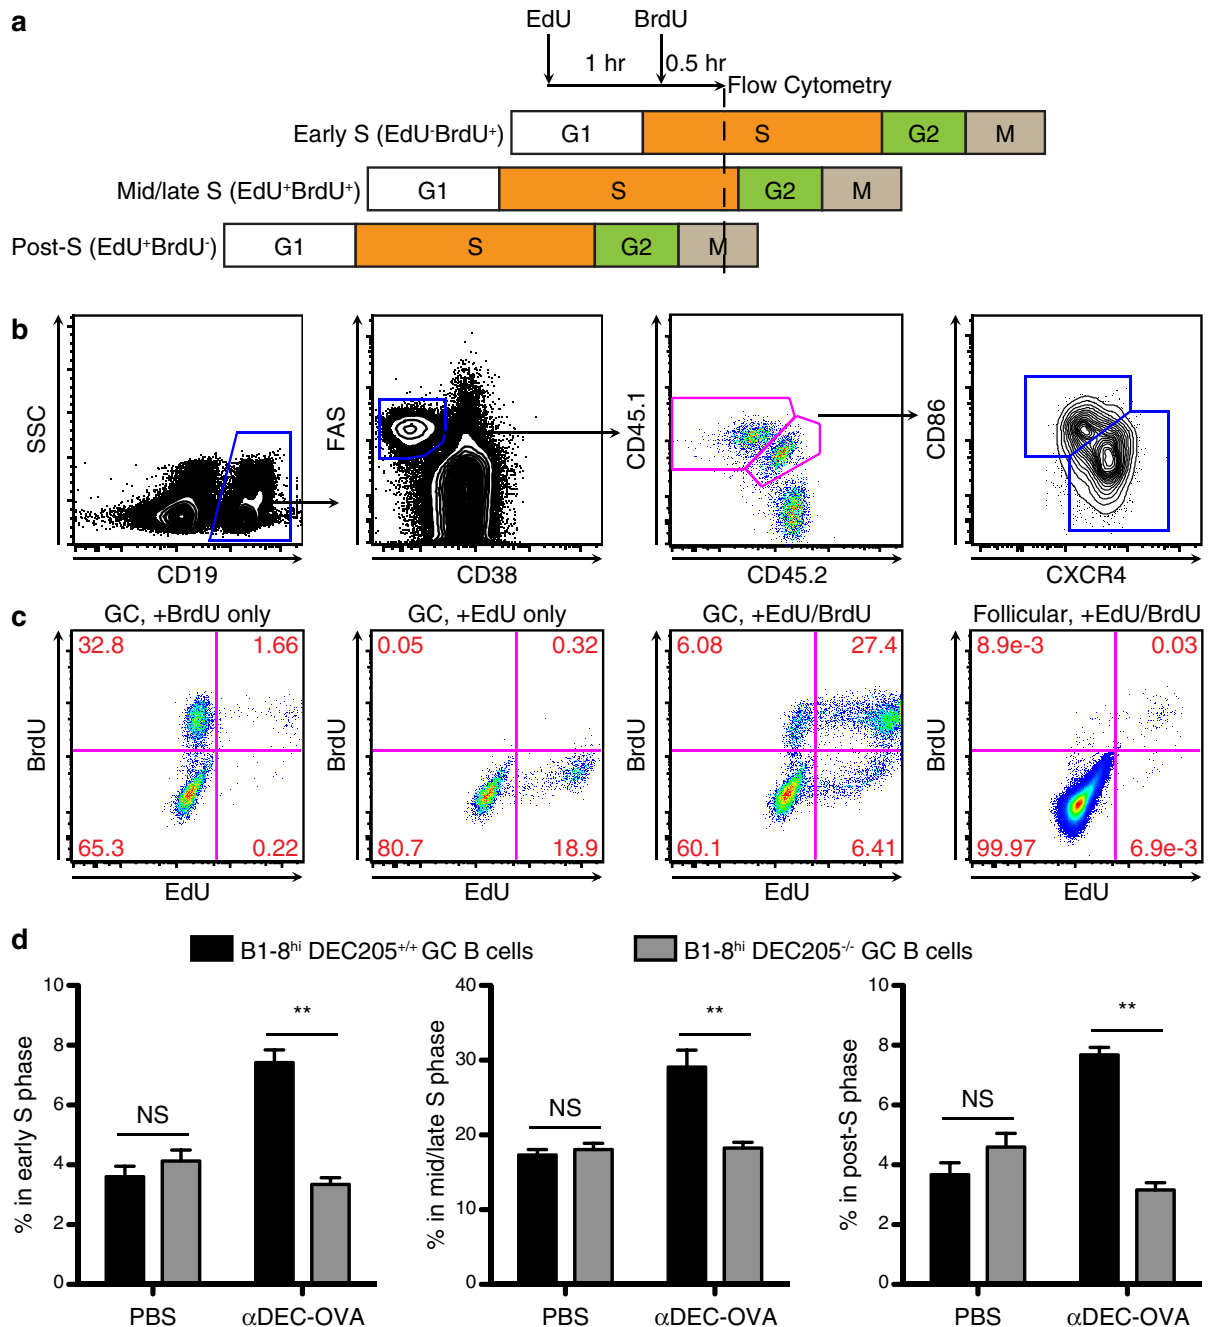 a
EdU BrdU
1 hr 0.5 hr
Flow Cytometry
Early S (EdU⁻BrdU⁺) G1 S G2 M
Mid/late S (EdU⁺BrdU⁺) G1 S G2 M
Post-S (EdU⁺BrdU⁻) G1 S G2 M
b
SSC
CD19
FAS
CD38
CD45.1
CD45.2
CD86
CXCR4
c
GC, +BrdU only
32.8 1.66
65.3 0.22
BrdU
EdU
GC, +EdU only
0.05 0.32
80.7 18.9
BrdU
EdU
GC, +EdU/BrdU
6.08 27.4
60.1 6.41
BrdU
EdU
Follicular, +EdU/BrdU
8.9e-3 0.03
99.97 6.9e-3
BrdU
EdU
d
B1-8ʰⁱ DEC205⁺/⁺ GC B cells
B1-8ʰⁱ DEC205⁻/⁻ GC B cells
% in early S phase
10
8
6
4
2
0
NS
**
PBS αDEC-OVA
% in mid/late S phase
40
30
20
10
0
NS
**
PBS αDEC-OVA
% in post-S phase
10
8
6
4
2
0
NS
**
PBS αDEC-OVA